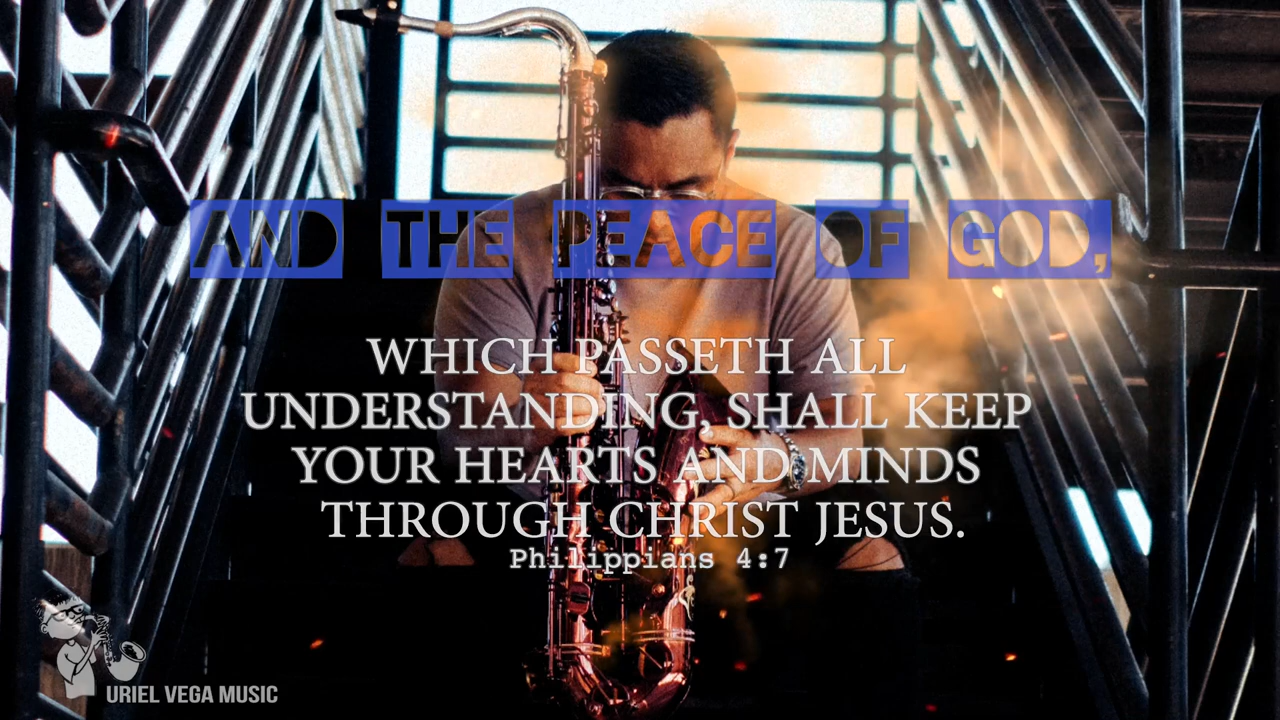 AND THE PEACE OF GOD,
WHICH PASSETH ALL
UNDERSTANDING, SHALL KEEP
YOUR HEARTS AND MINDS
THROUGH CHRIST JESUS.
Philippians 4:7
URIEL VEGA MUSIC